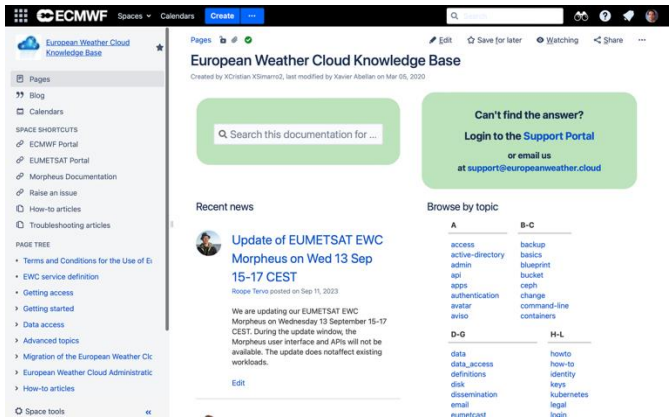 ECMWF Spaces Calendars Create ...
European Weather Cloud
Knowledge Base
Pages
Blog
Calendars
SPACE SHORTCUTS
ECMWF Portal
EUMETSAT Portal
Morpheus Documentation
Raise an issue
How-to articles
Troubleshooting articles
PAGE TREE
Terms and Conditions for the Use of Eu
EWC service definition
Getting access
Getting started
Data access
Advanced topics
Migration of the European Weather Clo
European Weather Cloud Administratic
How-to articles
Space tools
Pages
Edit Save for later Watching Share ...
European Weather Cloud Knowledge Base
Created by XCristian XSimarro2, last modified by Xavier Abellan on Mar 05, 2020
Search this documentation for ...
Can't find the answer?
Login to the Support Portal
or email us
at support@europeanweather.cloud
Recent news
Update of EUMETSAT EWC
Morpheus on Wed 13 Sep
15-17 CEST
Roope Tervo posted on Sep 11, 2023
We are updating our EUMETSAT EWC
Morpheus on Wednesday 13 September 15-17
CEST. During the update window, the
Morpheus user interface and APIs will not be
available. The update does notaffect existing
workloads.
Edit
Browse by topic
A
access
active-directory
admin
api
apps
authentication
avatar
aviso
B-C
backup
basics
blueprint
bucket
ceph
change
command-line
containers
D-G
data
data_access
definitions
disk
dissemination
email
eumetcast
H-L
howto
how-to
identity
keys
kubernetes
legal
login